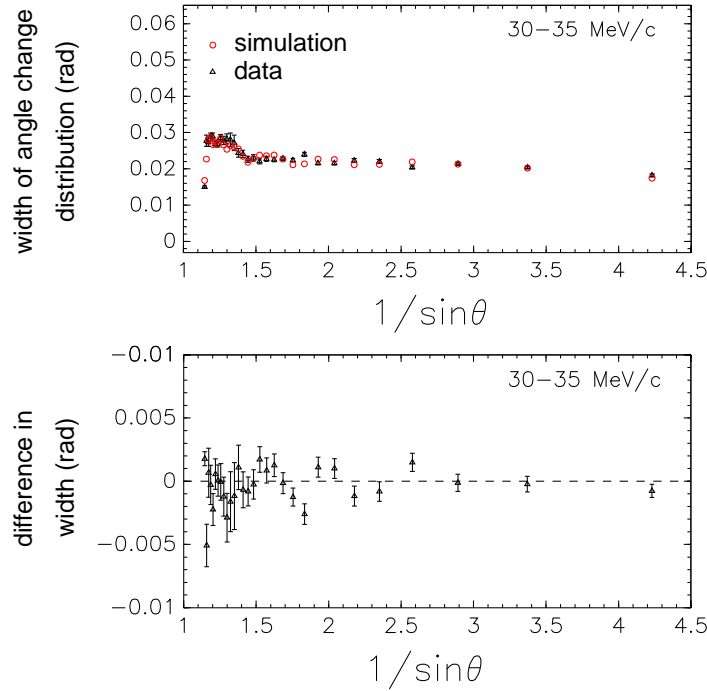 width of angle change
distribution (rad)
0.06
0.05
0.04
0.03
0.02
0.01
0
30−35 MeV/c
simulation
data
1 1.5 2 2.5 3 3.5 4 4.5
1/sinθ
difference in
width (rad)
−0.01
0.005
0
−0.005
−0.01
30−35 MeV/c
1 1.5 2 2.5 3 3.5 4 4.5
1/sinθ